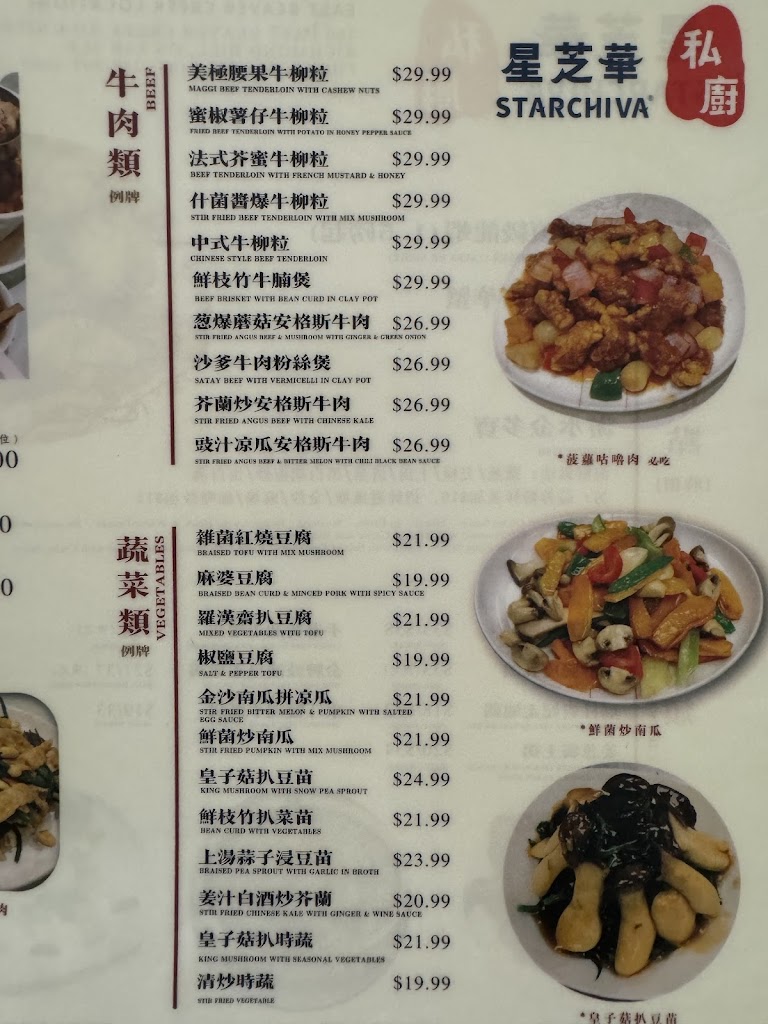 星芝華
STARCHIVA
私廚
牛肉類
BEEF
例牌
美極腰果牛柳粒 $29.99
MAGGI BEEF TENDERLOIN WITH CASHEW NUTS
蜜椒薯仔牛柳粒 $29.99
FRIED BEEF TENDERLOIN WITH POTATO IN HONEY PEPPER SAUCE
法式芥蜜牛柳粒 $29.99
BEEF TENDERLOIN WITH FRENCH MUSTARD & HONEY
什菌醬爆牛柳粒 $29.99
STIR FRIED BEEF TENDERLOIN WITH MIX MUSHROOM
中式牛柳粒 $29.99
CHINESE STYLE BEEF TENDERLOIN
鮮枝竹牛腩煲 $29.99
BEEF BRISKET WITH BEAN CURD IN CLAY POT
葱爆蘑菇安格斯牛肉 $26.99
STIR FRIED ANGUS BEEF & MUSHROOM WITH GINGER & GREEN ONION
沙爹牛肉粉絲煲 $26.99
SATAY BEEF WITH VERMICELLI IN CLAY POT
芥蘭炒安格斯牛肉 $26.99
STIR FRIED ANGUS BEEF WITH CHINESE KALE
豉汁凉瓜安格斯牛肉 $26.99
STIR FRIED ANGUS BEEF & BITTER MELON WITH CHILI BLACK BEAN SAUCE
*菠蘿咕嚕肉 必吃
位）
00
0
0
蔬菜類
VEGETABLES
例牌
雜菌紅燒豆腐 $21.99
BRAISED TOFU WITH MIX MUSHROOM
麻婆豆腐 $19.99
BRAISED BEAN CURD & MINCED PORK WITH SPICY SAUCE
羅漢齋扒豆腐 $21.99
MIXED VEGETABLES WITH TOFU
椒鹽豆腐 $19.99
SALT & PEPPER TOFU
金沙南瓜拼凉瓜 $21.99
STIR FRIED BITTER MELON & PUMPKIN WITH SALTED
EGG SAUCE
鮮菌炒南瓜 $21.99
STIR FRIED PUMPKIN WITH MIX MUSHROOM
*鮮菌炒南瓜
皇子菇扒豆苗 $24.99
KING MUSHROOM WITH SNOW PEA SPROUT
鮮枝竹扒菜苗 $21.99
BEAN CURD WITH VEGETABLES
上湯蒜子浸豆苗 $23.99
BRAISED PEA SPROUT WITH GARLIC IN BROTH
姜汁白酒炒芥蘭 $20.99
STIR FRIED CHINESE KALE WITH GINGER & WINE SAUCE
肉
皇子菇扒時蔬 $21.99
KING MUSHROOM WITH SEASONAL VEGETABLES
清炒時蔬 $19.99
STIR FRIED VEGETABLE
*皇子菇扒豆苗